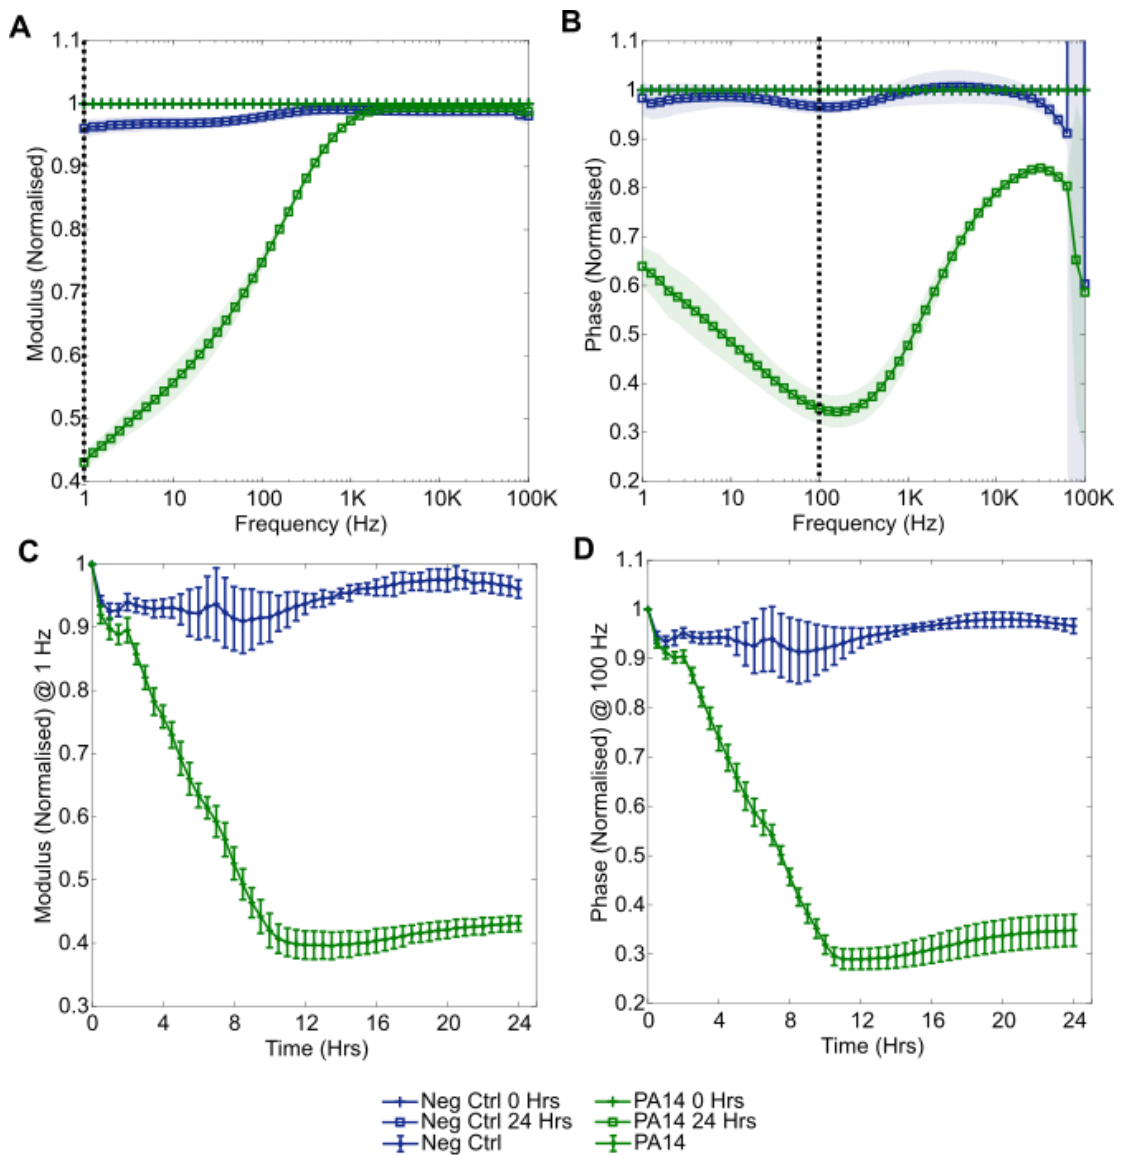 A
Modulus (Normalised)
1.1
1
0.9
0.8
0.7
0.6
0.5
0.4
1
10
100
1K
10K
100K
Frequency (Hz)
B
Phase (Normalised)
1.1
1
0.9
0.8
0.7
0.6
0.5
0.4
0.3
0.2
1
10
100
1K
10K
100K
Frequency (Hz)
C
Modulus (Normalised) @ 1 Hz
1
0.9
0.8
0.7
0.6
0.5
0.4
0.3
0
4
8
12
16
20
24
Time (Hrs)
D
Phase (Normalised) @ 100 Hz
1.1
1
0.9
0.8
0.7
0.6
0.5
0.4
0.3
0.2
0
4
8
12
16
20
24
Time (Hrs)
Neg Ctrl 0 Hrs
Neg Ctrl 24 Hrs
Neg Ctrl
PA14 0 Hrs
PA14 24 Hrs
PA14